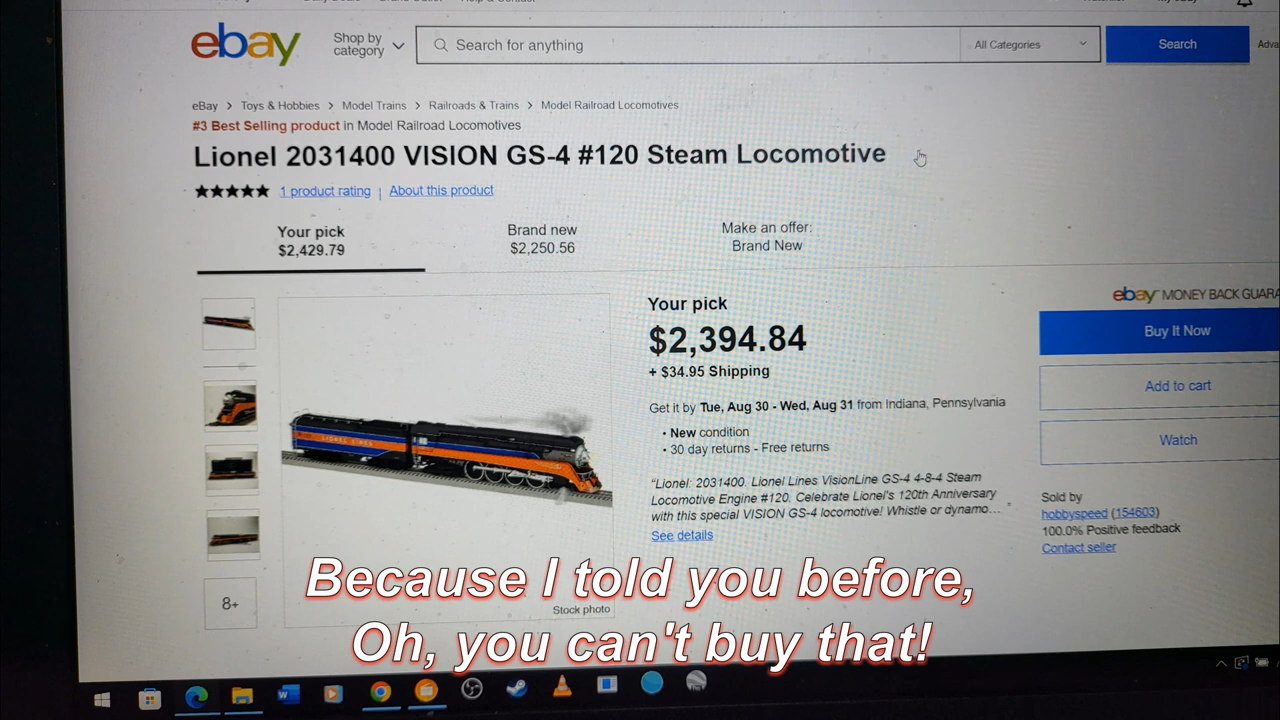 ebay
Shop by
category
Search for anything
All Categories
Search
eBay > Toys & Hobbies > Model Trains > Railroads & Trains > Model Railroad Locomotives
#3 Best Selling product in Model Railroad Locomotives
Lionel 2031400 VISION GS-4 #120 Steam Locomotive
1 product rating | About this product
Your pick
$2,429.79
Brand new
$2,250.56
Make an offer:
Brand New
Your pick
$2,394.84
+ $34.95 Shipping
Get it by Tue, Aug 30 - Wed, Aug 31 from Indiana, Pennsylvania
• New condition
• 30 day returns - Free returns
"Lionel: 2031400. Lionel Lines VisionLine GS-4 4-8-4 Steam
Locomotive Engine #120. Celebrate Lionel's 120th Anniversary
with this special VISION GS-4 locomotive! Whistle or dynamo... "
See details
ebay MONEY BACK GUARA
Buy It Now
Add to cart
Watch
Sold by
hobbyspeed (154603)
100.0% Positive feedback
Contact seller
LIONEL LINES
8+
Stock photo
Because I told you before,
Oh, you can't buy that!